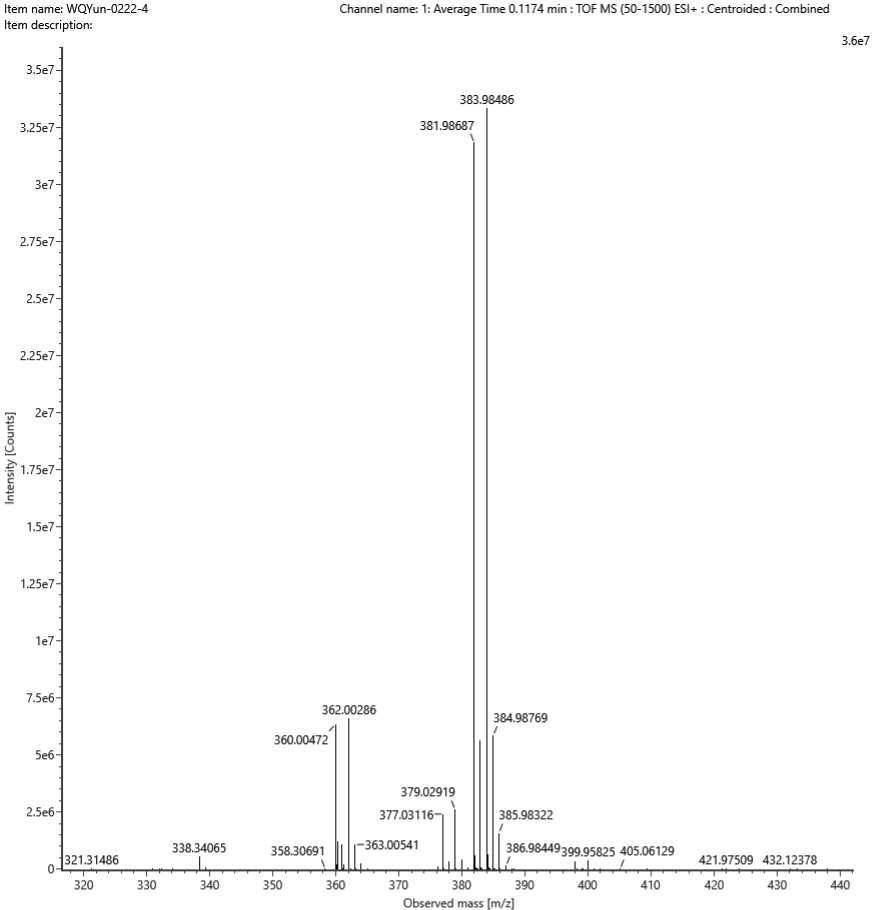 Item name: WQYun-0222-4
Channel name: 1: Average Time 0.1174 min : TOF MS (50-1500) ESI+ : Centroided : Combined
Item description:
3.6e7
3.5e7
383.98486
3.25e7
381.98687
3e7
2.75e7
2.5e7
2.25e7
2e7
Intensity [Counts]
1.75e7
1.5e7
1.25e7
1e7
7.5e6
362.00286
384.98769
360.00472
5e6
379.02919
377.03116
2.5e6
385.98322
338.34065
358.30691
363.00541
386.98449
399.95825
405.06129
321.31486
421.97509
432.12378
0
320 330 340 350 360 370 380 390 400 410 420 430 440
Observed mass [m/z]